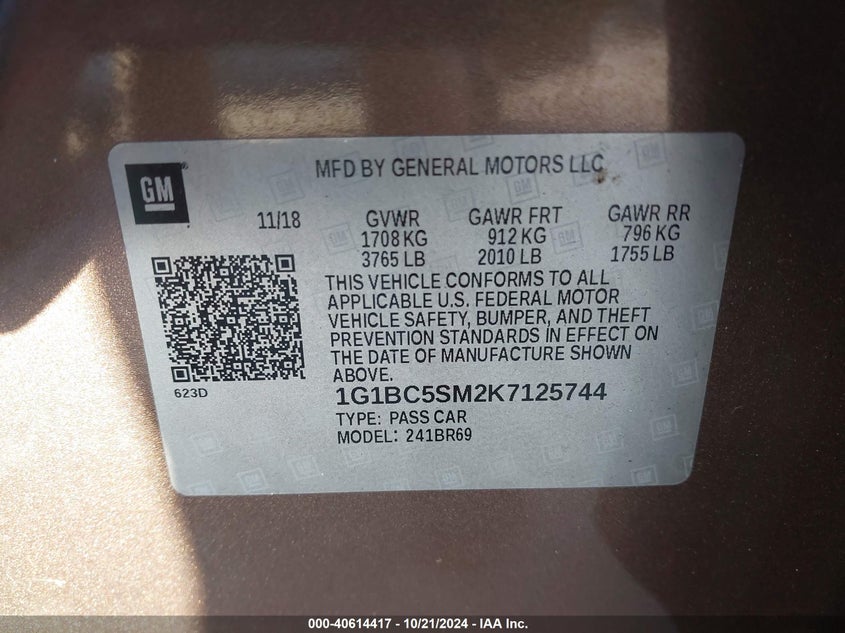 MFD BY GENERAL MOTORS LLC
GM
11/18 GVWR GAWR FRT GAWR RR
1708 KG 912 KG 796 KG
3765 LB 2010 LB 1755 LB
THIS VEHICLE CONFORMS TO ALL
APPLICABLE U.S. FEDERAL MOTOR
VEHICLE SAFETY, BUMPER, AND THEFT
PREVENTION STANDARDS IN EFFECT ON
THE DATE OF MANUFACTURE SHOWN
ABOVE.
623D
1G1BC5SM2K7125744
TYPE: PASS CAR
MODEL: 241BR69
000-40614417 - 10/21/2024 - IAA Inc.